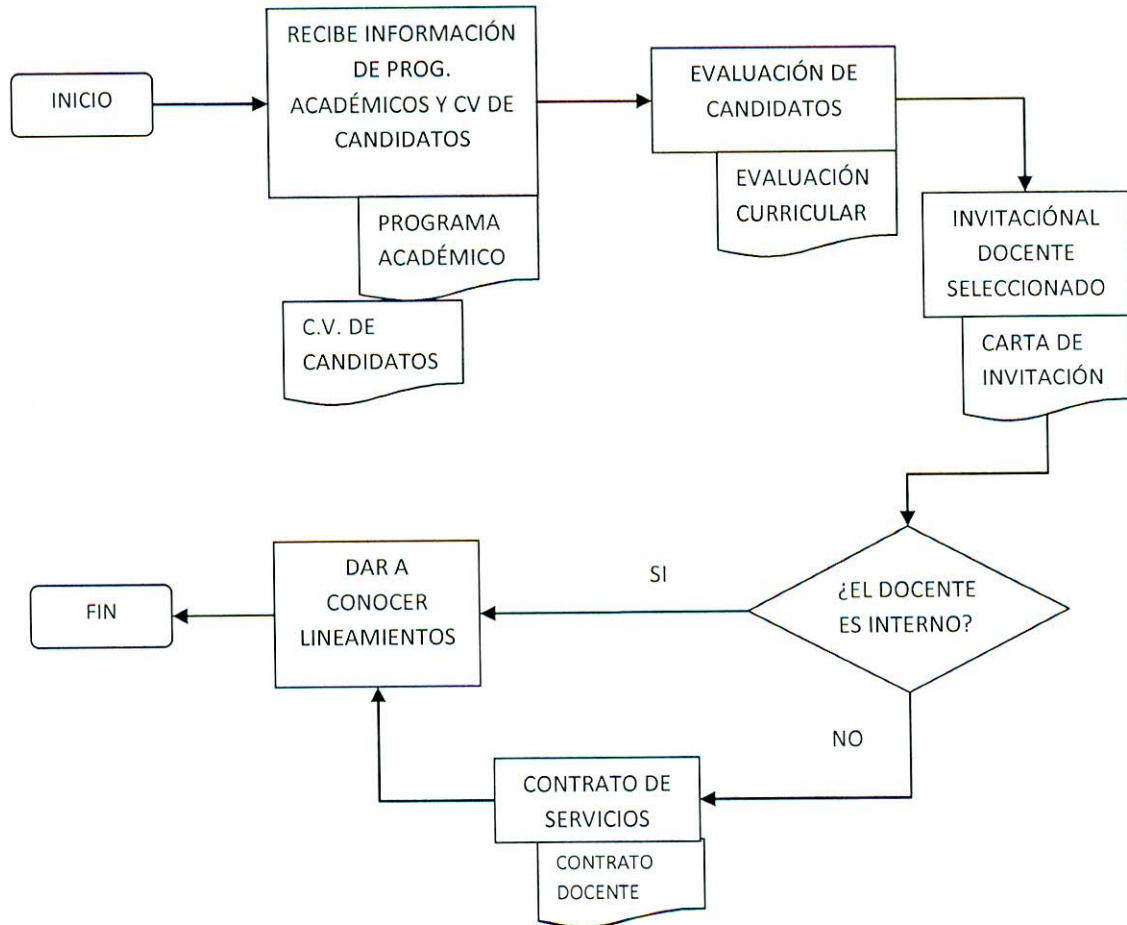 INICIO
RECIBE INFORMACIÓN
DE PROG.
ACADÉMICOS Y CV DE
CANDIDATOS
PROGRAMA
ACADÉMICO
C.V. DE
CANDIDATOS
EVALUACIÓN DE
CANDIDATOS
EVALUACIÓN
CURRICULAR
INVITACIÓNAL
DOCENTE
SELECCIONADO
CARTA DE
INVITACIÓN
¿EL DOCENTE
ES INTERNO?
SI
NO
DAR A
CONOCER
LINEAMIENTOS
FIN
CONTRATO DE
SERVICIOS
CONTRATO
DOCENTE